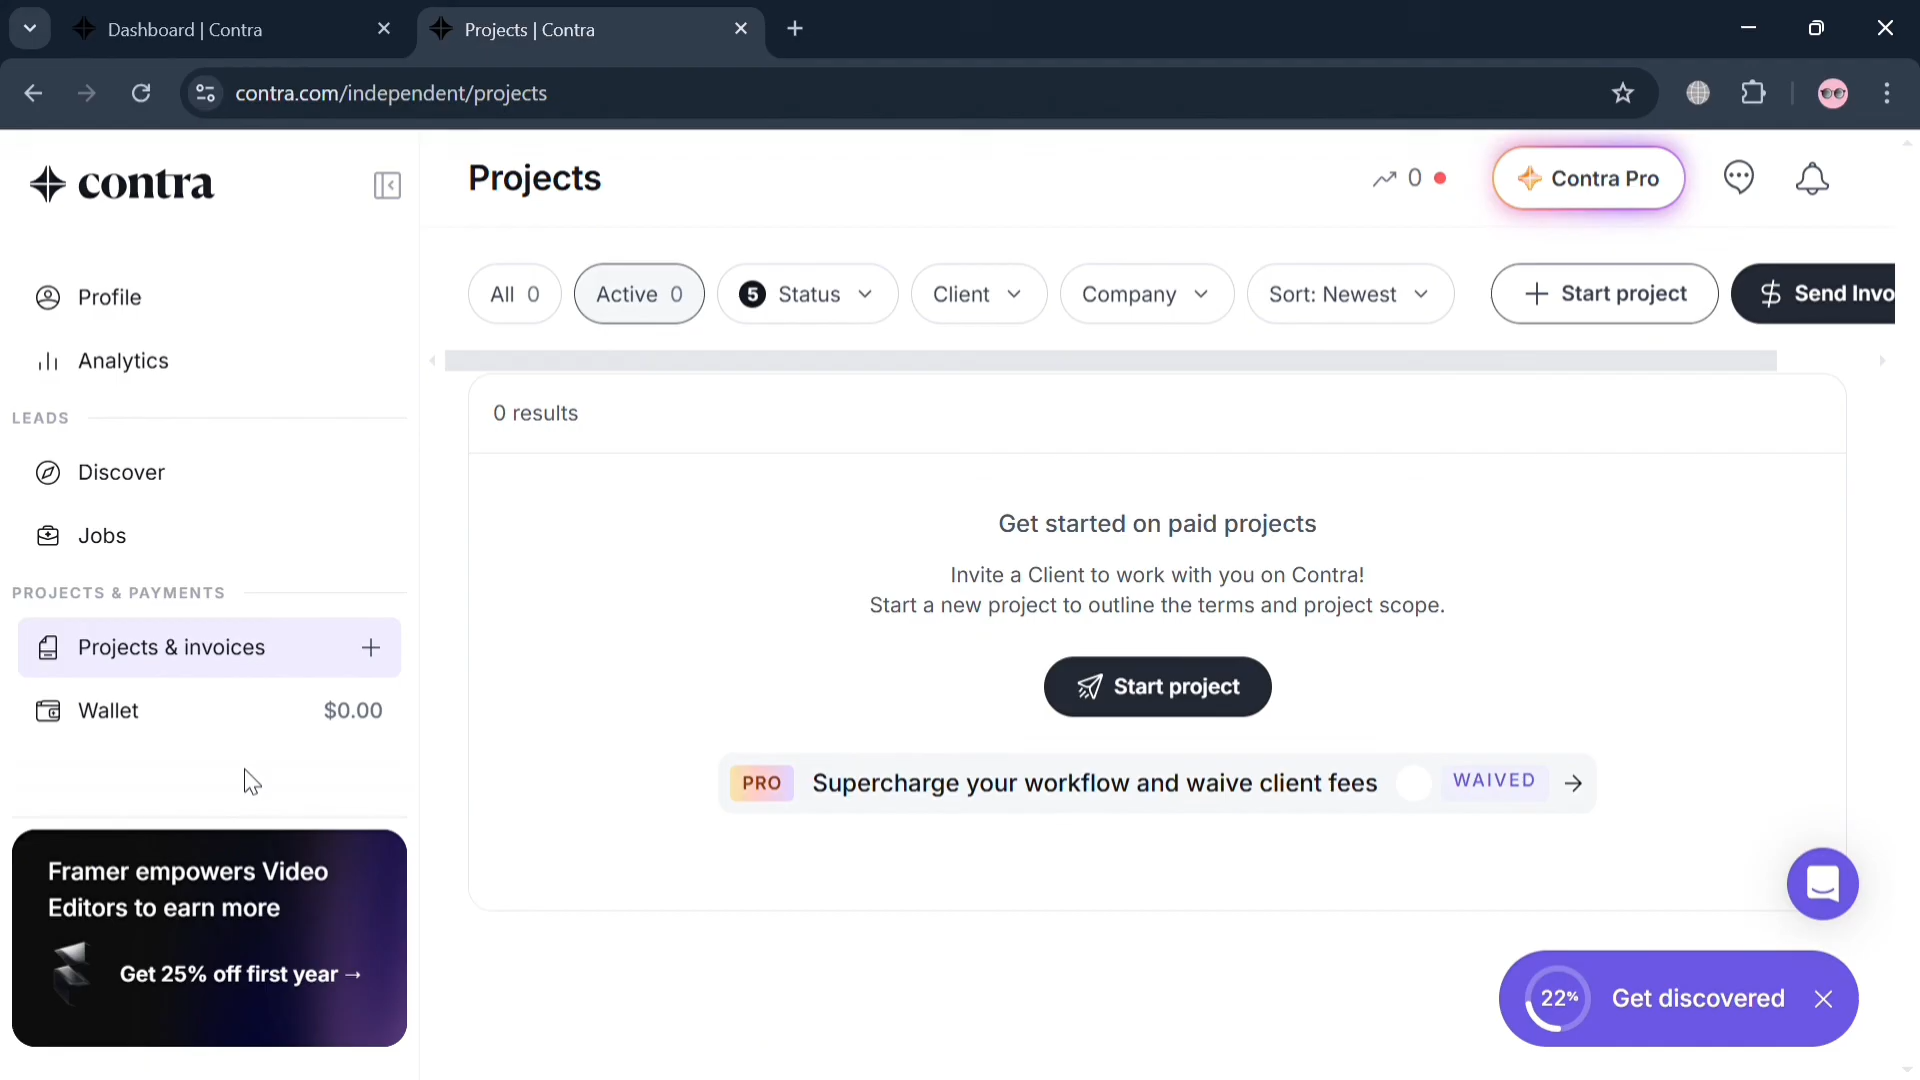 Dashboard | Contra
Projects | Contra
contra.com/independent/projects
contra
Projects
0
Contra Pro
Profile
Analytics
LEADS
Discover
Jobs
PROJECTS & PAYMENTS
Projects & invoices
Wallet $0.00
Framer empowers Video
Editors to earn more
Get 25% off first year →
All 0
Active 0
5 Status
Client
Company
Sort: Newest
+ Start project
$ Send Invo
0 results
Get started on paid projects
Invite a Client to work with you on Contra!
Start a new project to outline the terms and project scope.
Start project
PRO Supercharge your workflow and waive client fees WAIVED →
22% Get discovered